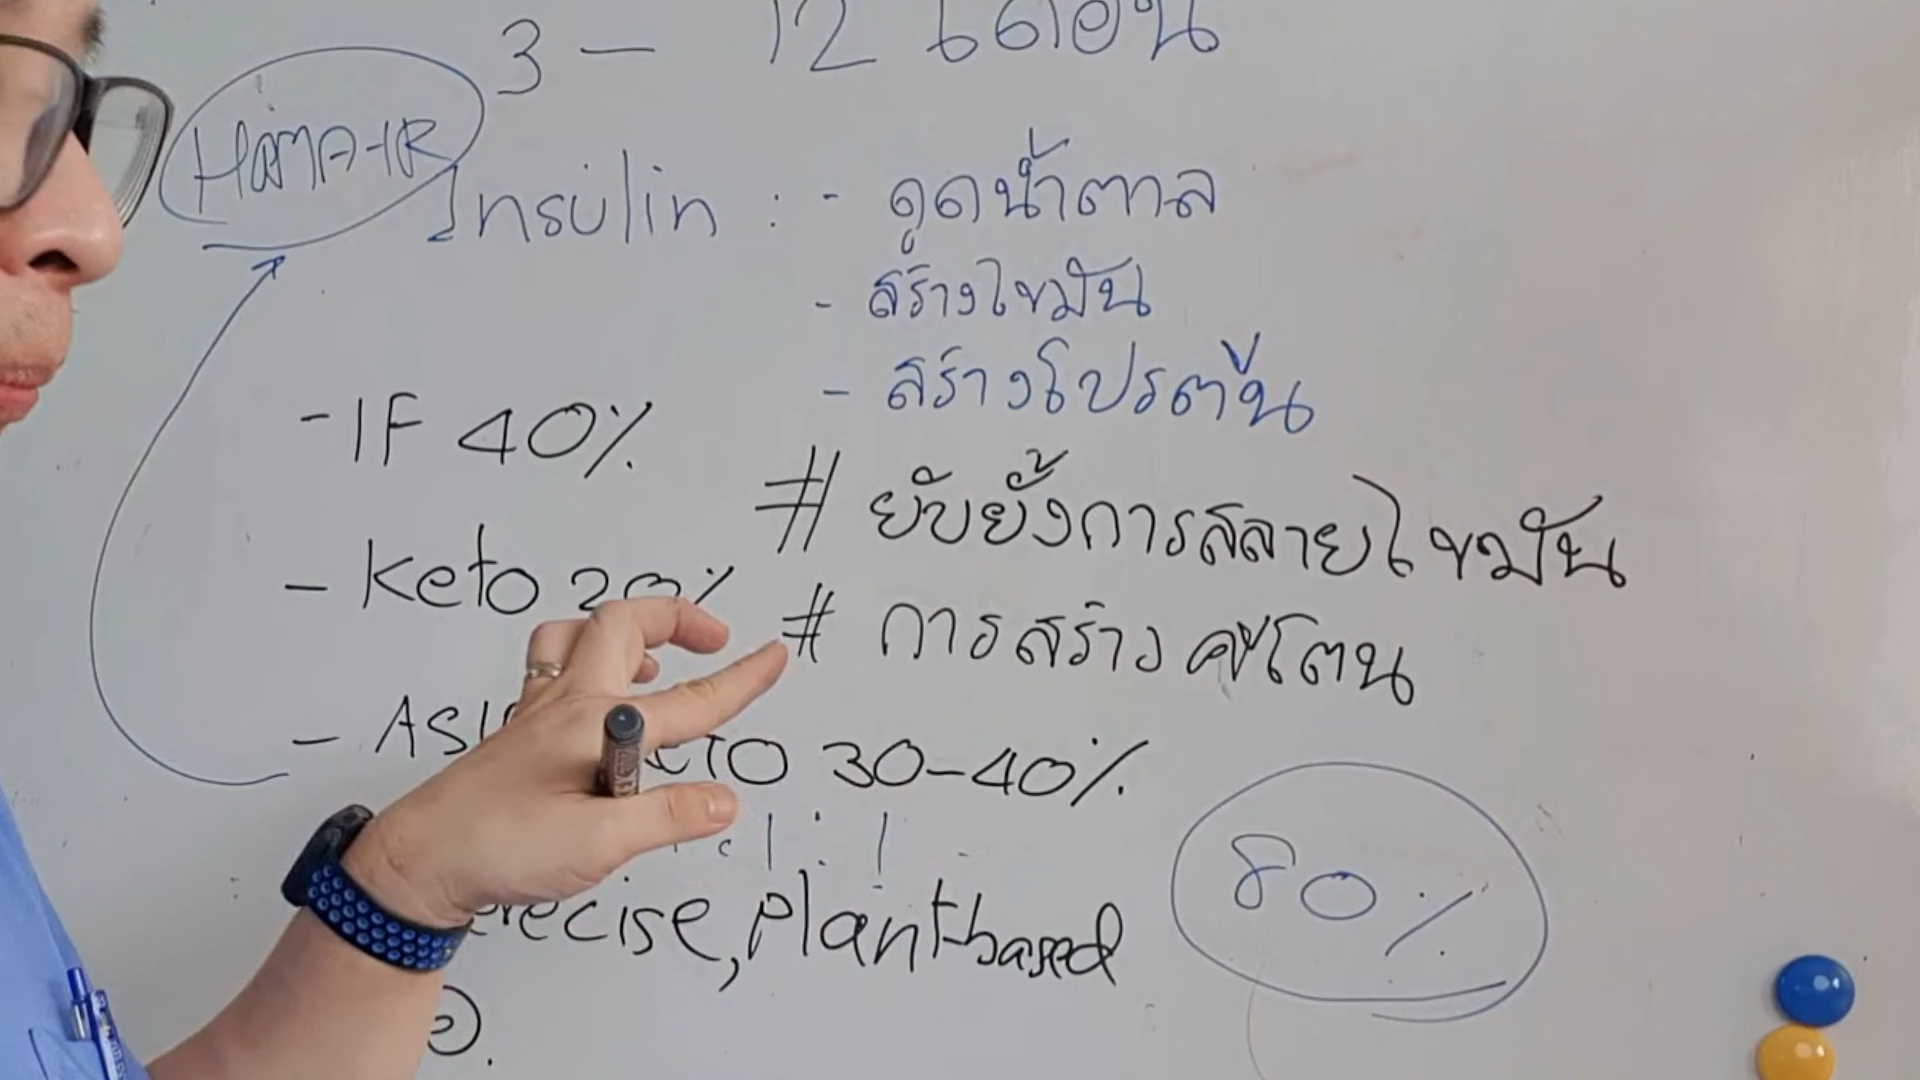 3 - 12 เดือน
HOMA-IR
Insulin : - ดูดน้ำตาล
- สร้างไขมัน
- สร้างโปรตีน
- IF 40%
# ยับยั้งการสลายไขมัน
- Keto 20%
# การสร้างคีโตน
- 30-40%
, Plant-based
80%